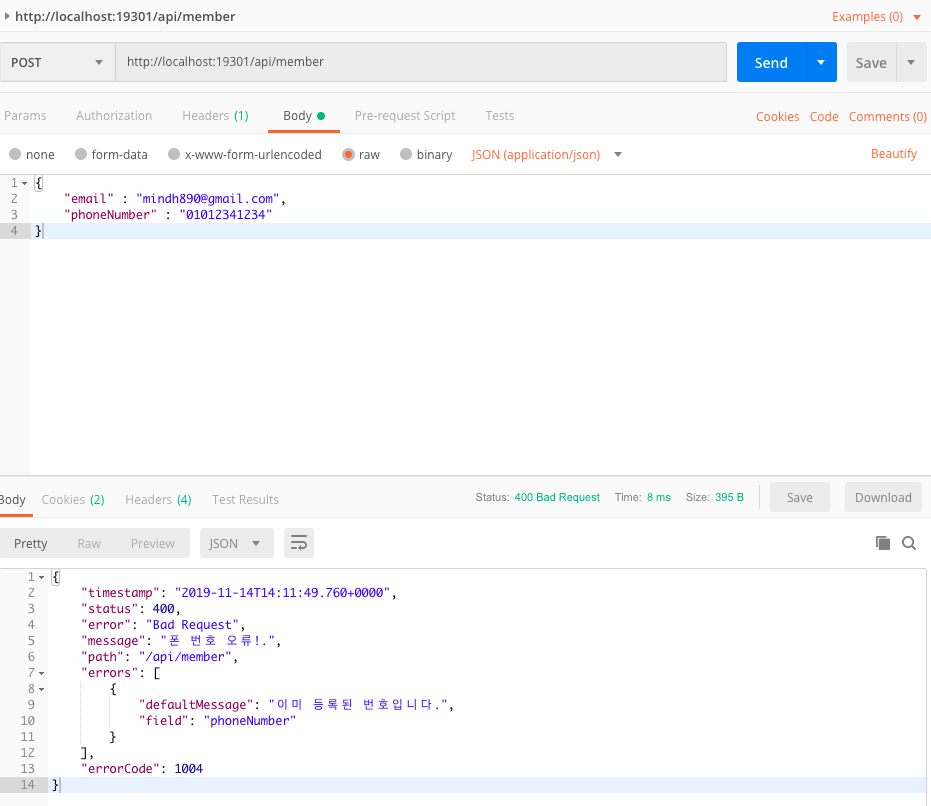 http://localhost:19301/api/member Examples (0)
POST http://localhost:19301/api/member Send Save
Params Authorization Headers (1) Body Pre-request Script Tests Cookies Code Comments (0)
none form-data x-www-form-urlencoded raw binary JSON (application/json) Beautify
1 {
2 "email" : "mindh890@gmail.com",
3 "phoneNumber" : "01012341234"
4 }
Body Cookies (2) Headers (4) Test Results Status: 400 Bad Request Time: 8 ms Size: 395 B Save Download
Pretty Raw Preview JSON
1 {
2 "timestamp": "2019-11-14T14:11:49.760+0000",
3 "status": 400,
4 "error": "Bad Request",
5 "message": "폰 번호 오류!.",
6 "path": "/api/member",
7 "errors": [
8 {
9 "defaultMessage": "이미 등록된 번호입니다.",
10 "field": "phoneNumber"
11 }
12 ],
13 "errorCode": 1004
14 }